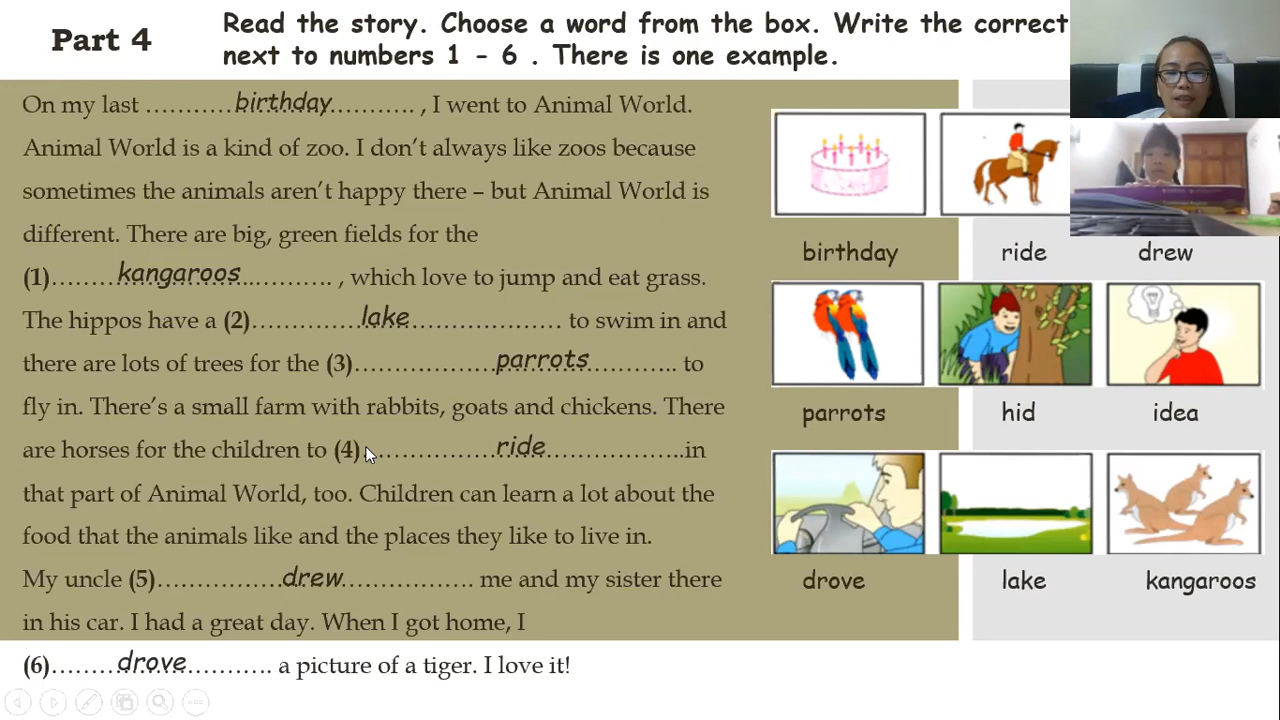 Part 4
Read the story. Choose a word from the box. Write the correct
next to numbers 1 - 6 . There is one example.
On my last …………birthday…………. , I went to Animal World.
Animal World is a kind of zoo. I don't always like zoos because
sometimes the animals aren't happy there – but Animal World is
different. There are big, green fields for the
(1)………kangaroos………. , which love to jump and eat grass.
The hippos have a (2)…………lake………………… to swim in and
there are lots of trees for the (3)……………parrots………….. to
fly in. There's a small farm with rabbits, goats and chickens. There
are horses for the children to (4)……………ride……………..in
that part of Animal World, too. Children can learn a lot about the
food that the animals like and the places they like to live in.
My uncle (5)……………drew……………. me and my sister there
in his car. I had a great day. When I got home, I
(6)………drove………. a picture of a tiger. I love it!
birthday ride drew
parrots hid idea
drove lake kangaroos